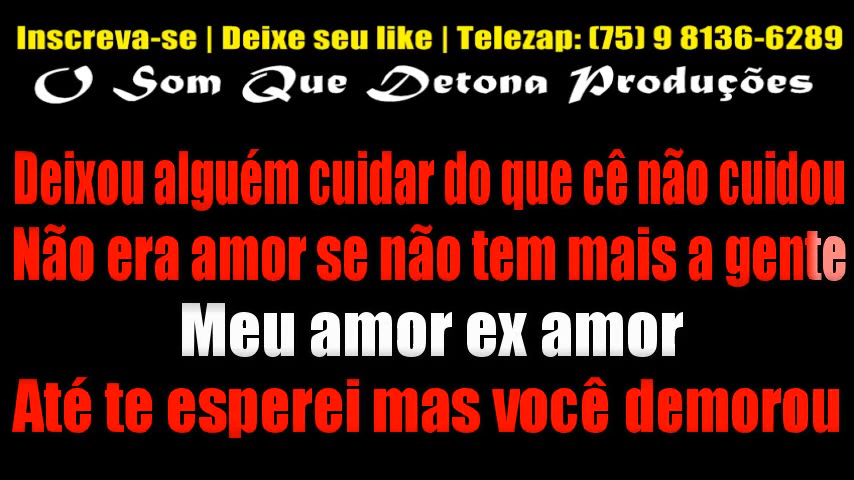 Inscreva-se | Deixe seu like | Telezap: (75) 9 8136-6289
O Som Que Detona Produções
Deixou alguém cuidar do que cê não cuidou
Não era amor se não tem mais a gente
Meu amor ex amor
Até te esperei mas você demorou